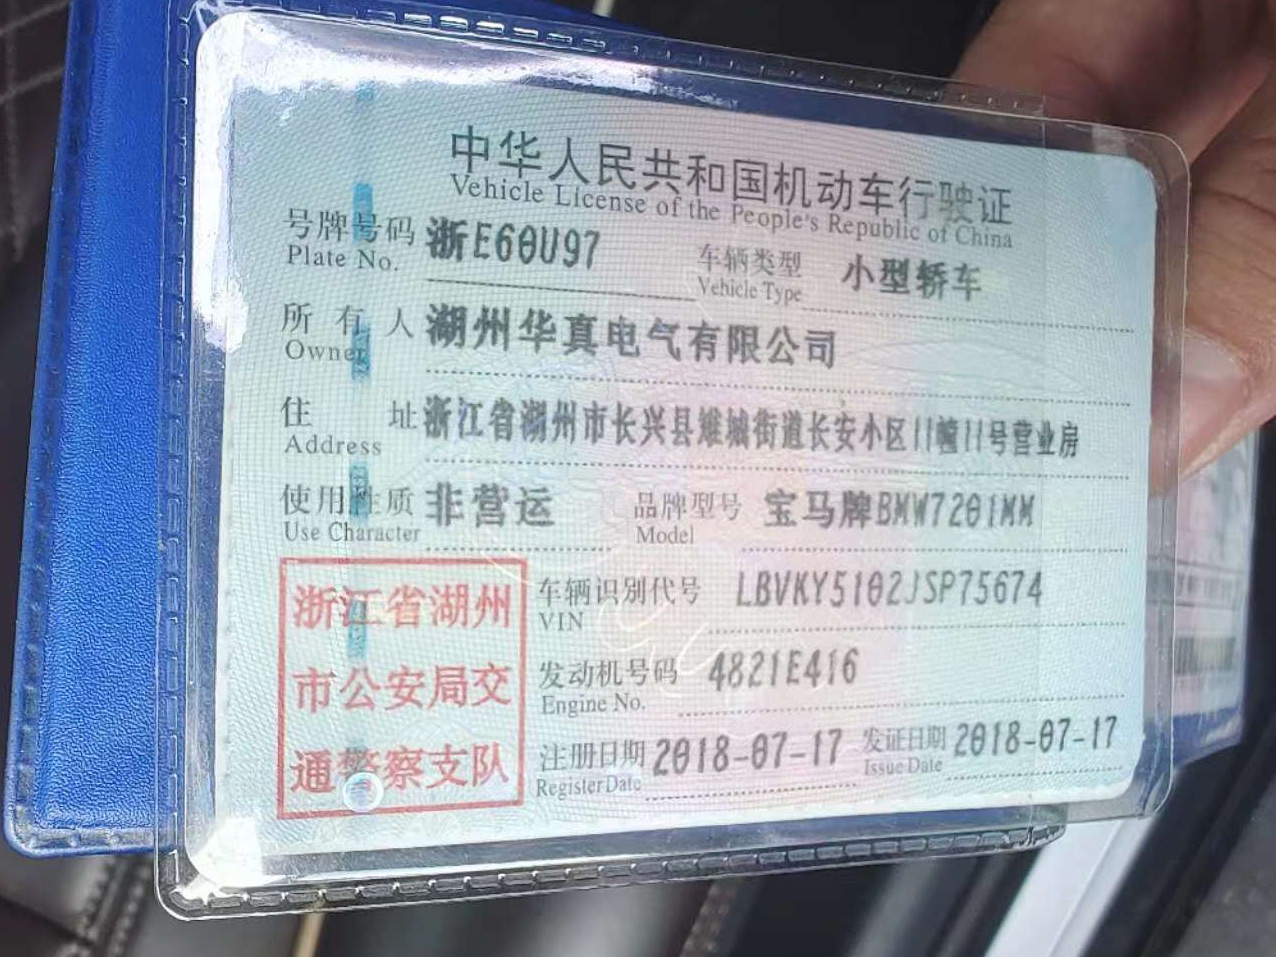 中华人民共和国机动车行驶证
Vehicle License of the People's Republic of China
号牌号码 浙E60U97 车辆类型 小型轿车
Plate No. Vehicle Type
所有人 湖州华真电气有限公司
Owner
住址 浙江省湖州市长兴县雉城街道长安小区11幢11号营业房
Address
使用性质 非营运 品牌型号 宝马牌BMW7201MM
Use Character Model
浙江省湖州
市公安局交
通警察支队
车辆识别代号 LBVKY5102JSP75674
VIN
发动机号码 4821E416
Engine No.
注册日期 2018-07-17 发证日期 2018-07-17
Register Date Issue Date